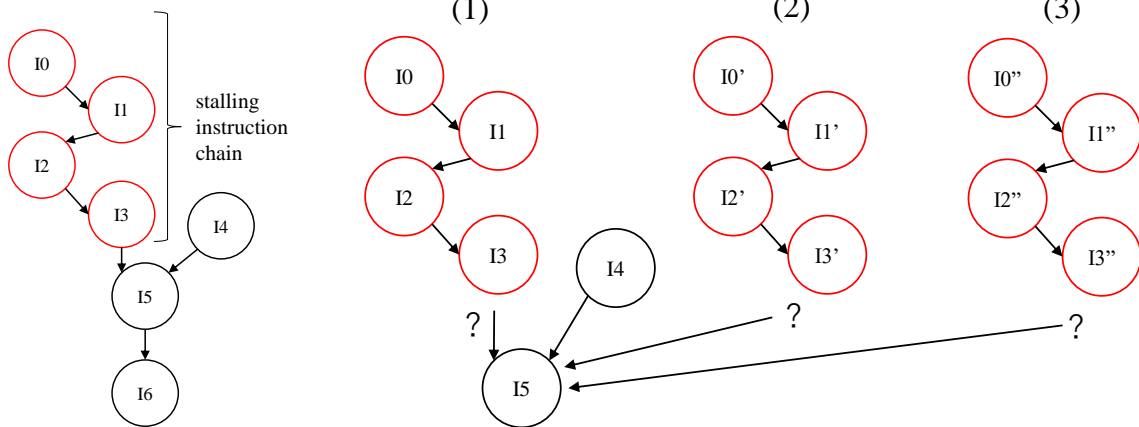 I0
I1
I2
I3
I4
I5
I6
stalling
instruction
chain
(1)
I0
I1
I2
I3
I4
?
I5
(2)
I0’
I1’
I2’
I3’
?
(3)
I0”
I1”
I2”
I3”
?